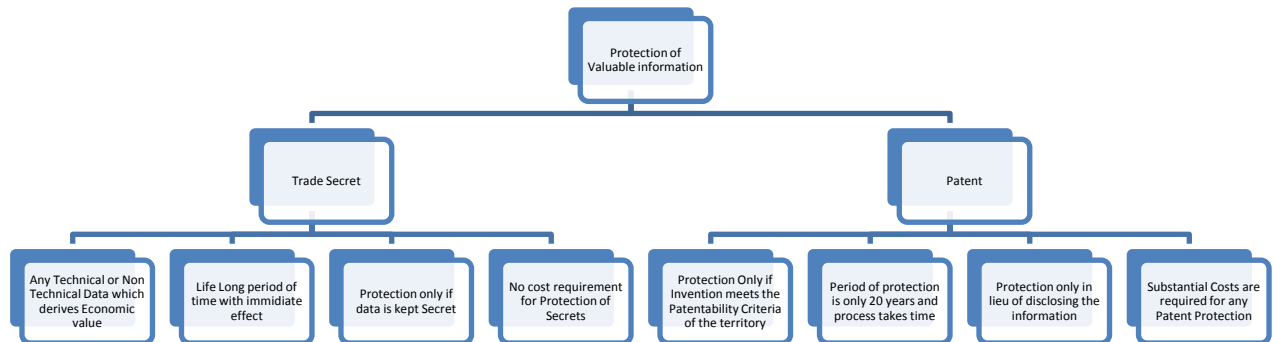 Protection of
Valuable information
Trade Secret
Patent
Any Technical or Non
Technical Data which
derives Economic
value
Life Long period of
time with immidiate
effect
Protection only if
data is kept Secret
No cost requirement
for Protection of
Secrets
Protection Only if
Invention meets the
Patentability Criteria
of the territory
Period of protection
is only 20 years and
process takes time
Protection only in
lieu of disclosing the
information
Substantial Costs are
required for any
Patent Protection